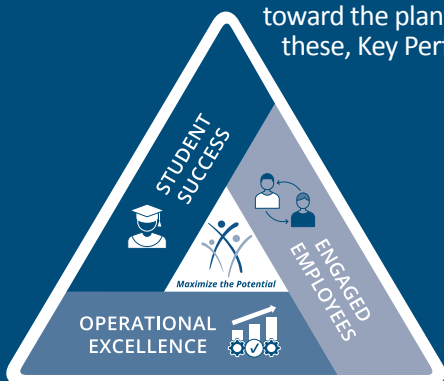 toward the plan
these, Key Per
STUDENT
SUCCESS
ENGAGED
EMPLOYEES
Maximize the Potential
OPERATIONAL
EXCELLENCE